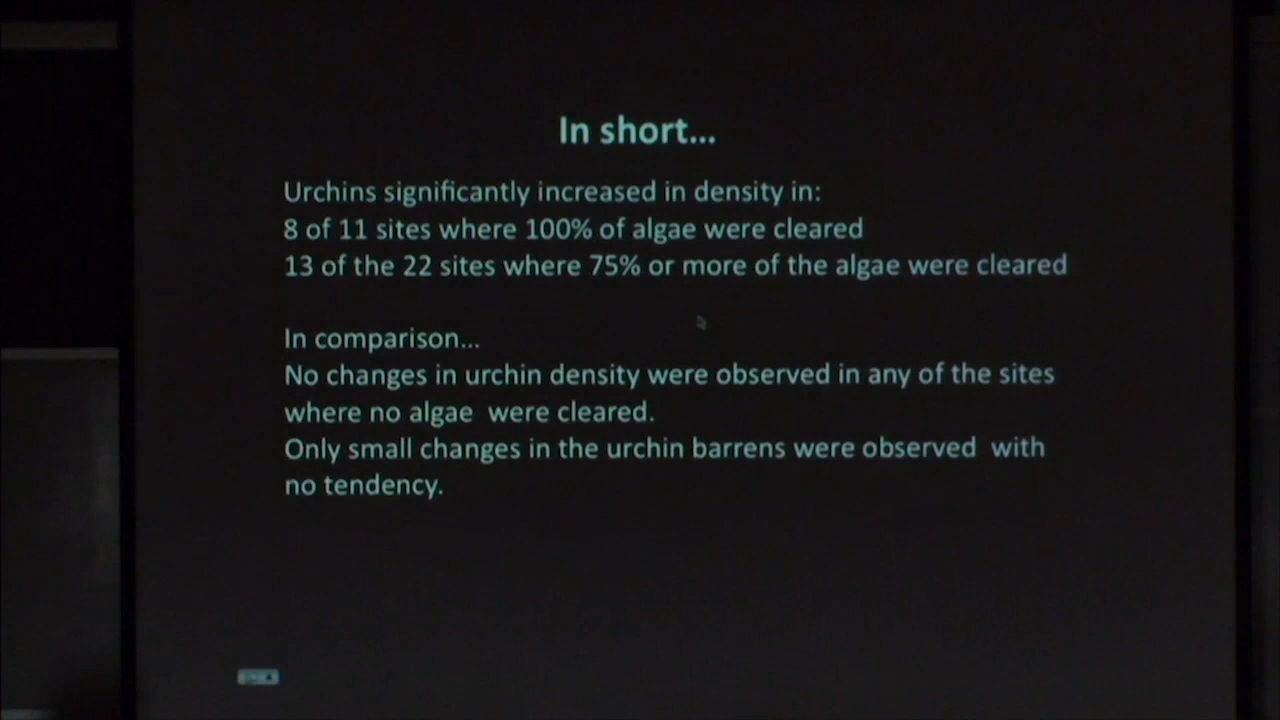 In short...
Urchins significantly increased in density in:
8 of 11 sites where 100% of algae were cleared
13 of the 22 sites where 75% or more of the algae were cleared
In comparison...
No changes in urchin density were observed in any of the sites
where no algae were cleared.
Only small changes in the urchin barrens were observed with
no tendency.